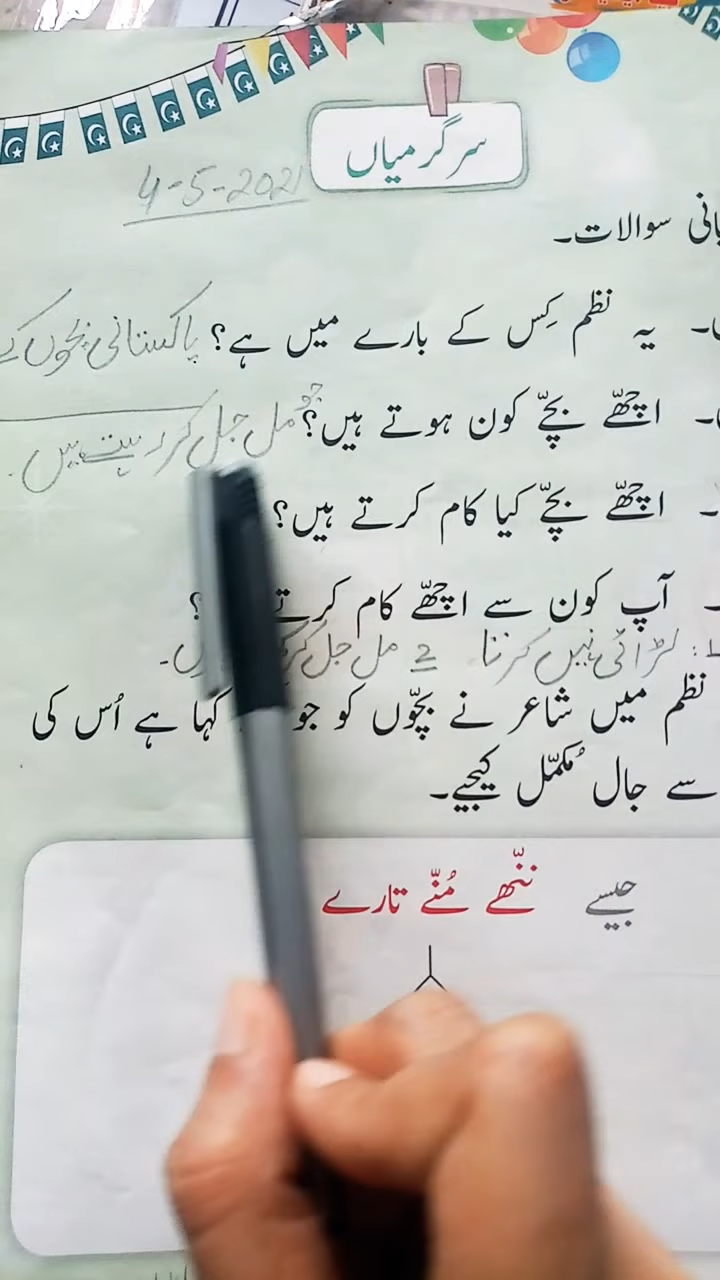 سرگرمیاں
4-5-2021
سوالات۔
یہ نظم کِس کے بارے میں ہے؟ پاکستانی بچوں کے
اچھّے بچّے کون ہوتے ہیں؟ جو مل جل کر رہتے ہیں۔
اچھّے بچّے کیا کام کرتے ہیں؟
آپ کون سے اچھّے کام کرتے ؟
لڑائی نہیں کرنا 2 مل جل کر
نظم میں شاعر نے بچّوں کو جو کہا ہے اُس کی
سے جال مُکمّل کیجیے۔
جیسے ننّھے مُنّے تارے